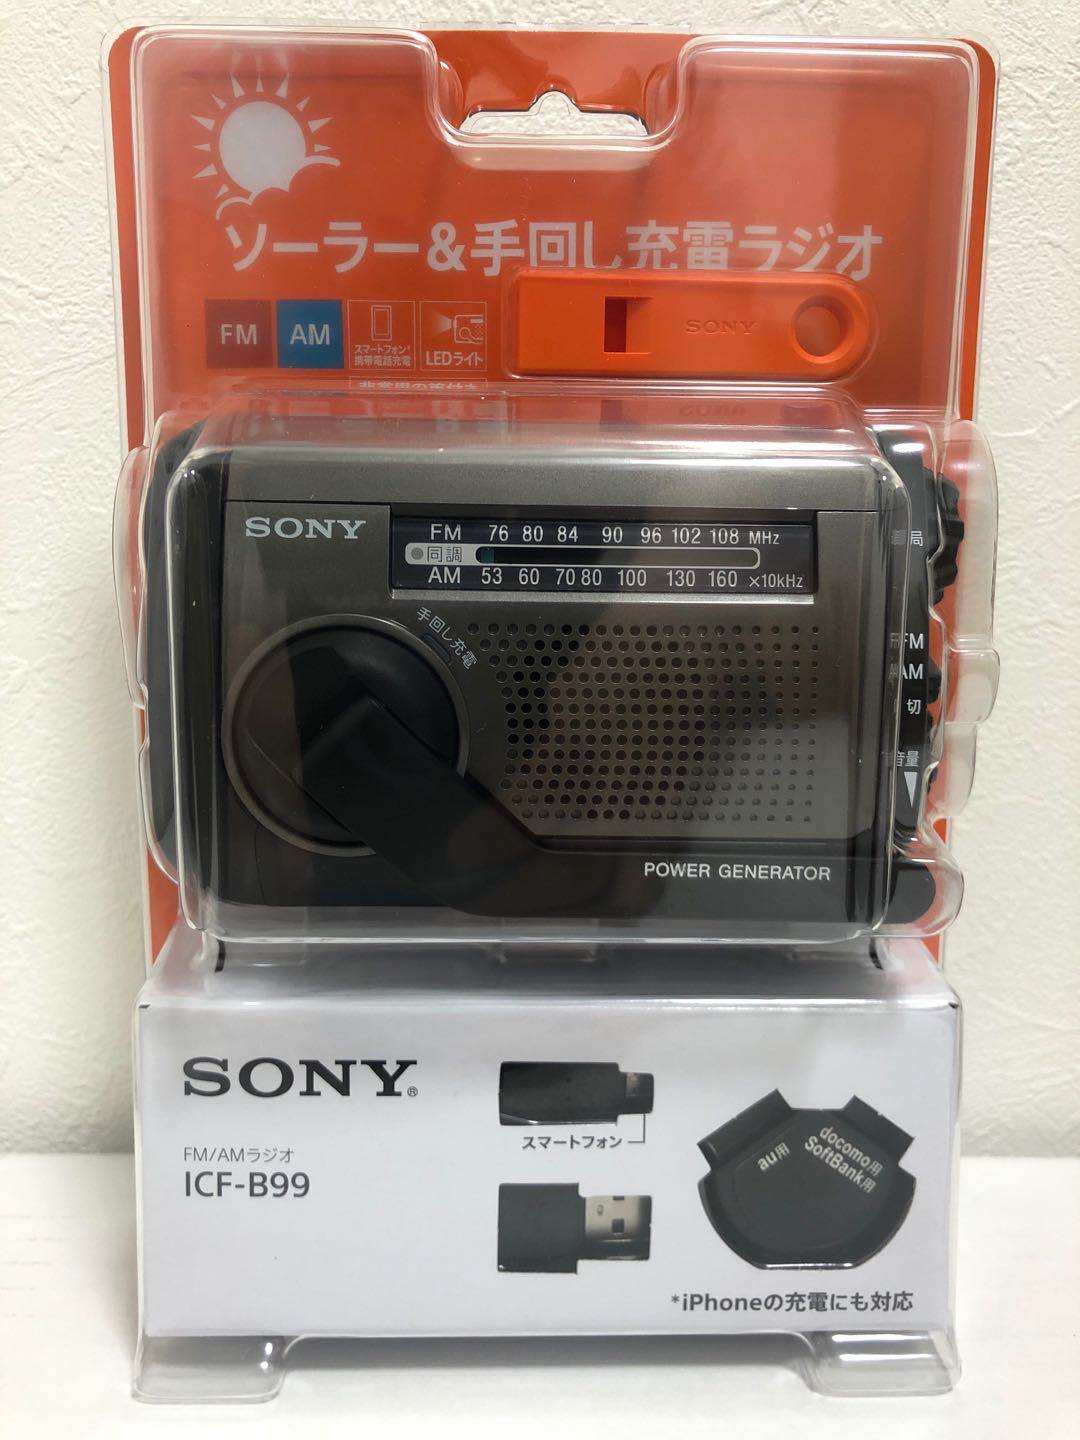 ソーラー&手回し充電ラジオ
FM
AM
スマートフォン*
携帯電話充電
LEDライト
SONY
SONY
FM 76 80 84 90 96 102 108 MHz
同調
AM 53 60 70 80 100 130 160 ×10kHz
手回し充電
FM
AM
切
音量
POWER GENERATOR
SONY®
FM/AMラジオ
ICF-B99
スマートフォン
au用
docomo用
SoftBank用
*iPhoneの充電にも対応